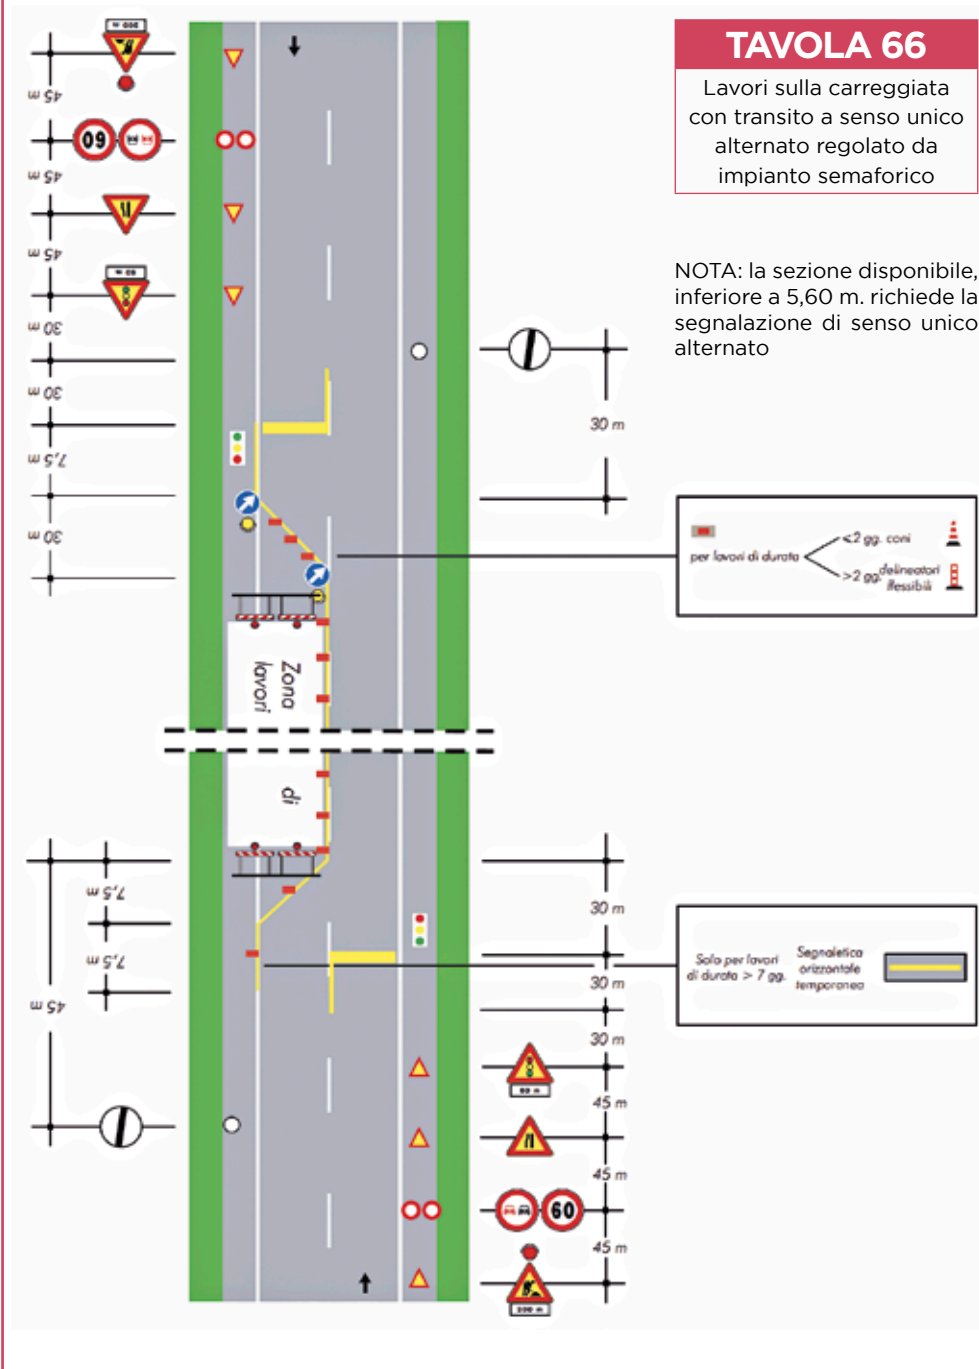 TAVOLA 66
Lavori sulla carreggiata
con transito a senso unico
alternato regolato da
impianto semaforico
NOTA: la sezione disponibile,
inferiore a 5,60 m. richiede la
segnalazione di senso unico
alternato
200 m
45 m
60
45 m
45 m
30 m
30 m
7,5 m
30 m
30 m
per lavori di durata
<2 gg. coni
>2 gg. delineatori
flessibili
Zona
lavori
di
7,5 m
7,5 m
45 m
30 m
30 m
30 m
Solo per lavori
di durata > 7 gg.
Segnaletica
orizzontale
temporanea
45 m
45 m
60
45 m
200 m